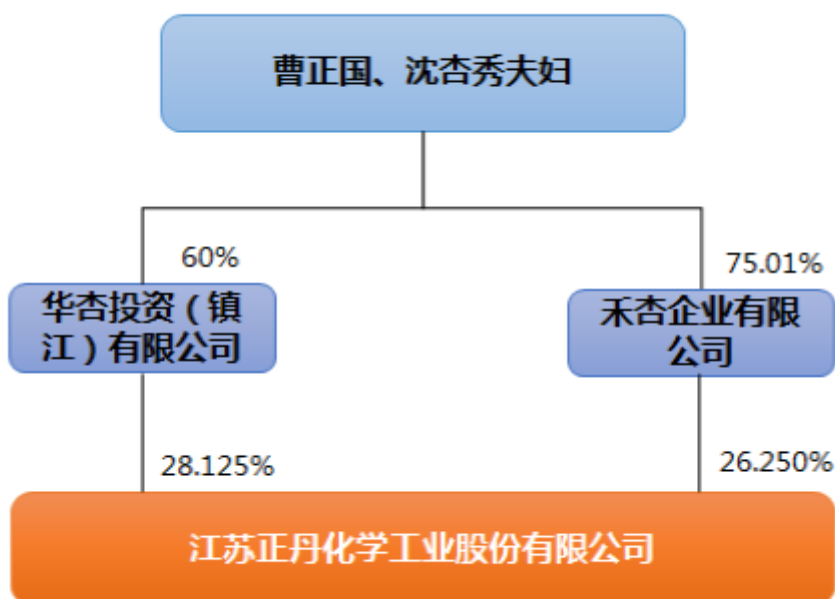 曹正国、沈杏秀夫妇
60%
75.01%
华杏投资（镇
江）有限公司
禾杏企业有限
公司
28.125%
26.250%
江苏正丹化学工业股份有限公司